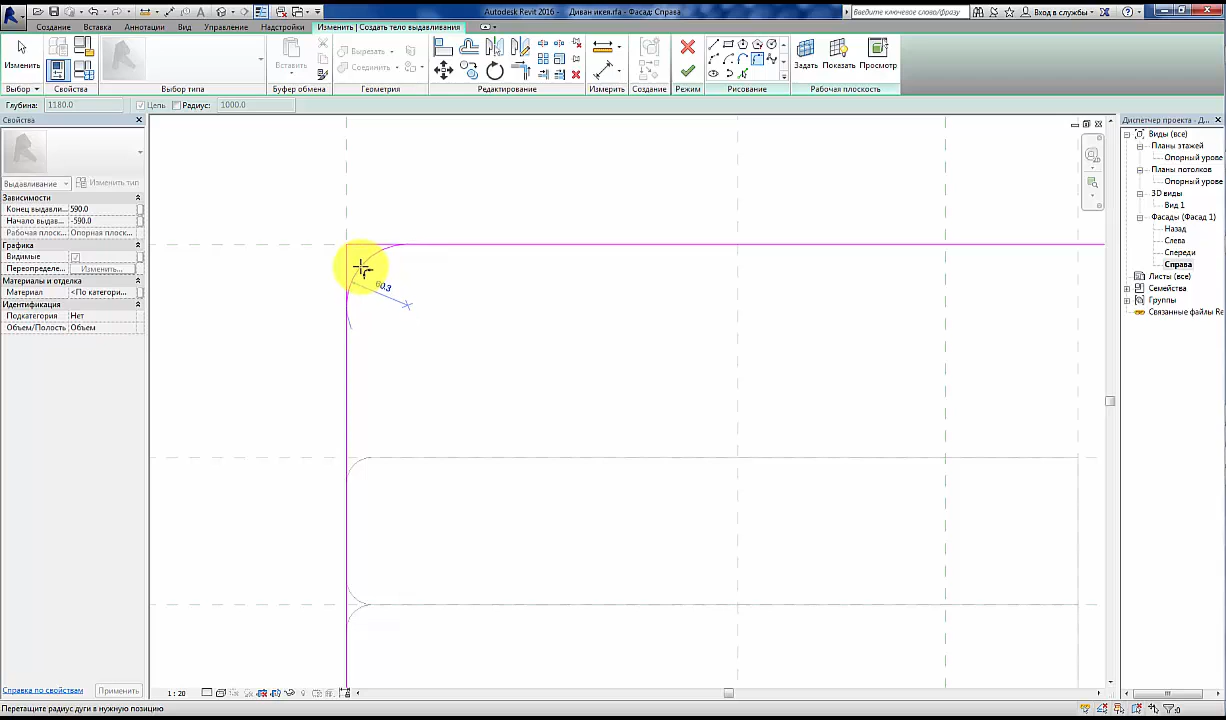 Autodesk Revit 2016 - Диван икея.rfa - Фасад: Справа
Введите ключевое слово/фразу
Вход в службы
Создание Вставка Аннотации Вид Управление Надстройки Изменить | Создать тело выдавливания
Изменить
Вставить
Вырезать
Соединить
Измерить
Создание
Режим
Задать Показать Просмотр
Выбор Свойства Выбор типа Буфер обмена Геометрия Редактирование Измерить Создание Режим Рисование Рабочая плоскость
Глубина: 1180.0 Цепь Радиус: 1000.0
Свойства
Выдавливание Изменить тип
Зависимости
Конец выдавли... 590.0
Начало выдав... -590.0
Рабочая плоск... Опорная плоск...
Графика
Видимые
Переопределе... Изменить...
Материалы и отделка
Материал <По категори...
Идентификация
Подкатегория Нет
Объем/Полость Объем
Справка по свойствам Применить
60.3
Диспетчер проекта - Д...
Виды (все)
Планы этажей
Опорный урове
Планы потолков
Опорный урове
3D виды
Вид 1
Фасады (Фасад 1)
Назад
Слева
Спереди
Справа
Листы (все)
Семейства
Группы
Связанные файлы Re
1 : 20
Перетащите радиус дуги в нужную позицию
:0